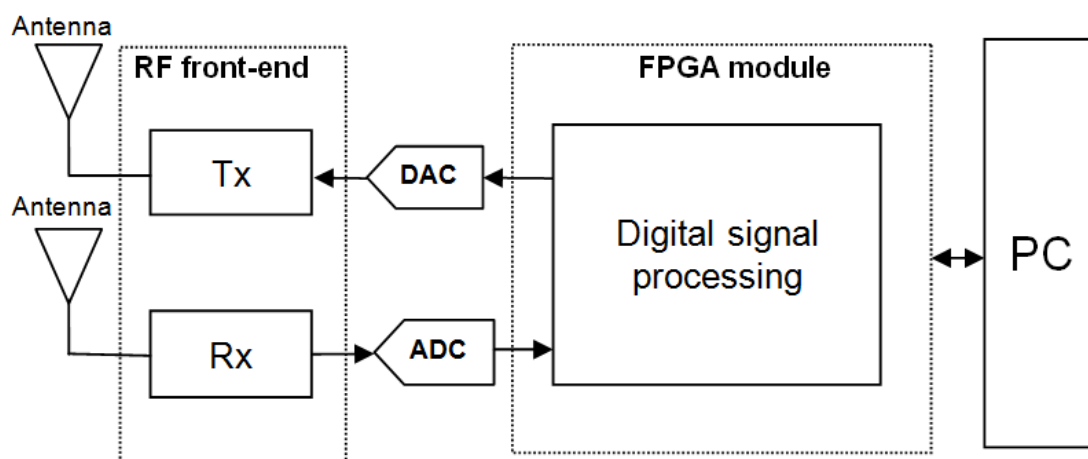 Antenna
RF front-end
FPGA module
Tx
DAC
Digital signal
processing
PC
Antenna
Rx
ADC